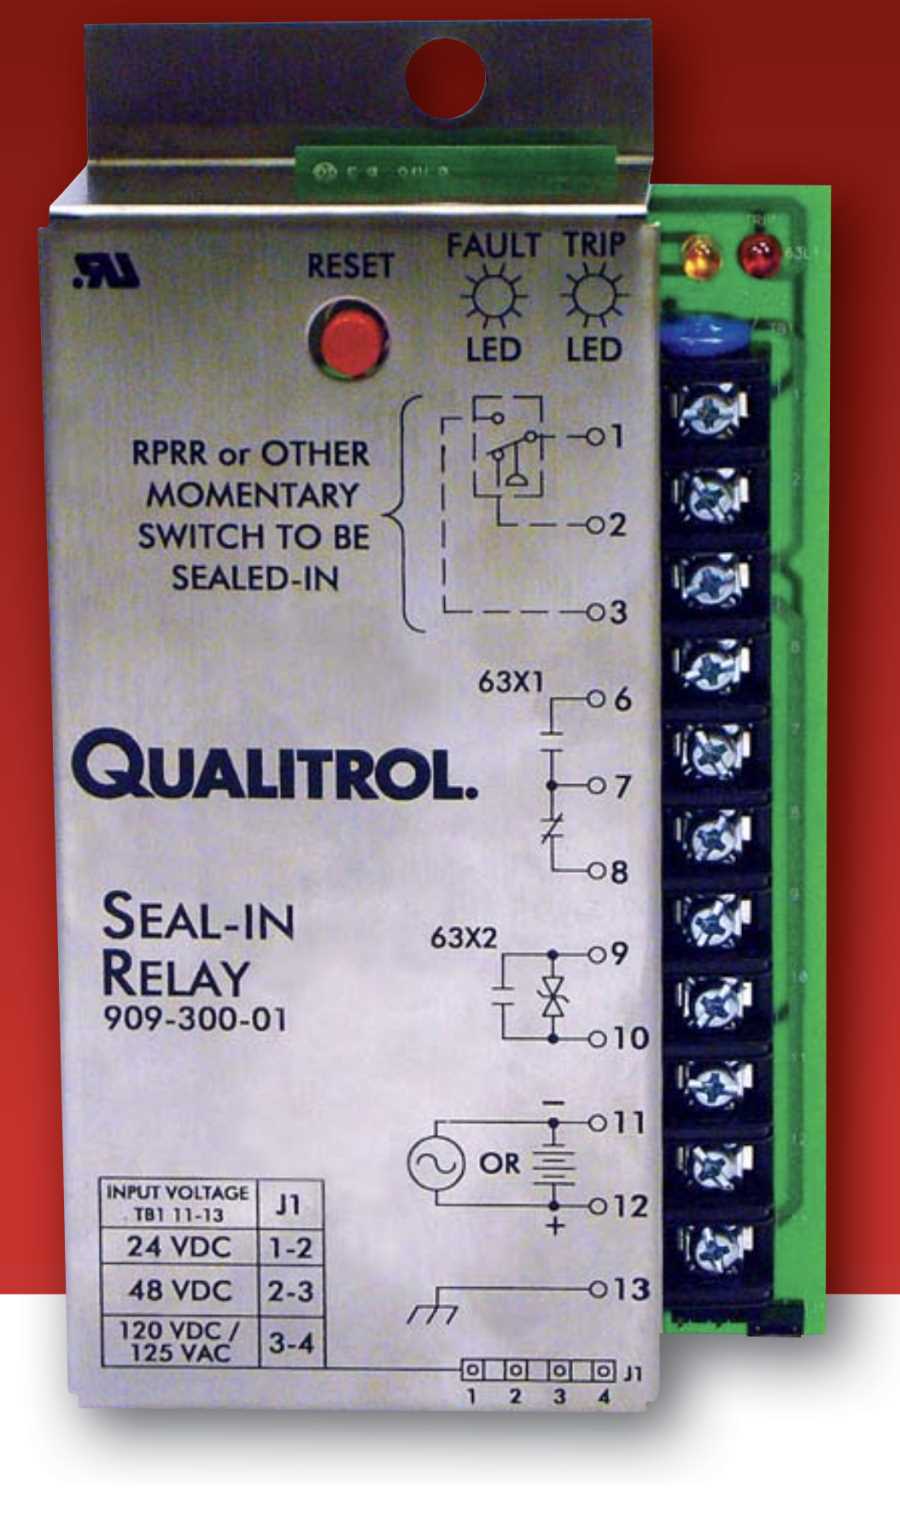 RESET
FAULT TRIP
LED LED
RPRR or OTHER
MOMENTARY
SWITCH TO BE
SEALED-IN
1
2
3
63X1
6
7
8
QUALITROL.
SEAL-IN
RELAY
909-300-01
63X2
9
10
−
11
OR
12
+
13
INPUT VOLTAGE
TB1 11-13
J1
24 VDC 1-2
48 VDC 2-3
120 VDC /
125 VAC
3-4
J1
1 2 3 4
TRIP
63L1
TB1